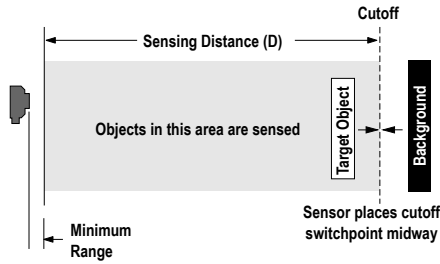 Cutoff
Sensing Distance (D)
Objects in this area are sensed
Target Object
Background
Sensor places cutoff
switchpoint midway
Minimum
Range